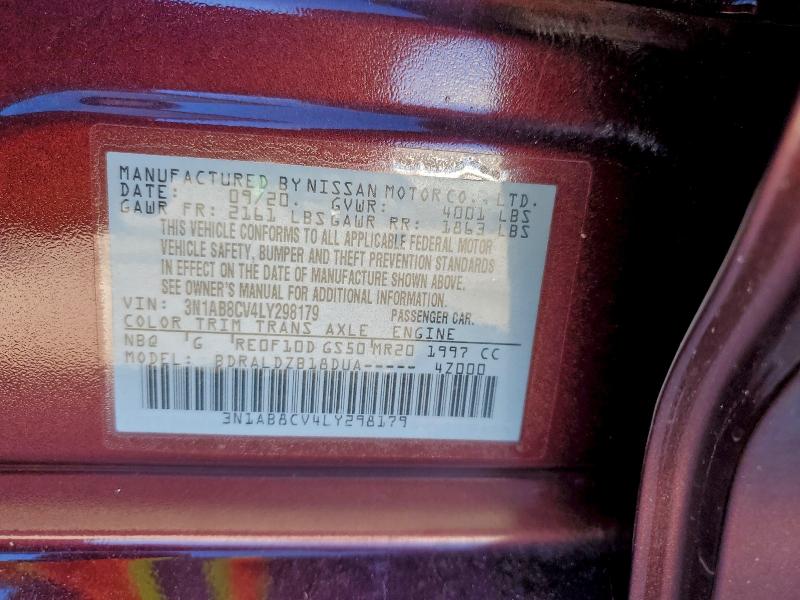 MANUFACTURED BY NISSAN MOTOR CO., LTD.
DATE: 09/20. GVWR: 4001 LBS
GAWR FR: 2161 LBS GAWR RR: 1863 LBS
THIS VEHICLE CONFORMS TO ALL APPLICABLE FEDERAL MOTOR
VEHICLE SAFETY, BUMPER AND THEFT PREVENTION STANDARDS
IN EFFECT ON THE DATE OF MANUFACTURE SHOWN ABOVE.
SEE OWNER'S MANUAL FOR ADDITIONAL INFORMATION.
VIN: 3N1AB8CV4LY298179 PASSENGER CAR.
COLOR TRIM TRANS AXLE ENGINE
NBQ G RE0F10D GS50 MR20 1997 CC
MODEL: BDRALDZB18DUA----- 4Z000
3N1AB8CV4LY298179